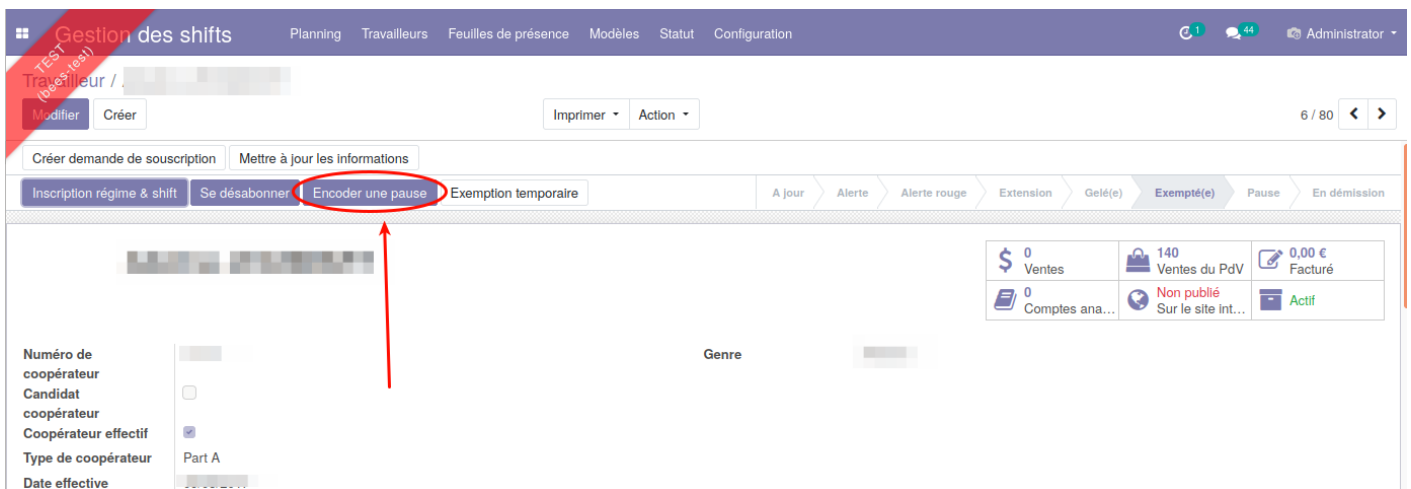 Gestion des shifts Planning Travailleurs Feuilles de présence Modèles Statut Configuration 1 44 Administrator
TEST
(bees-test)
Travailleur /
Modifier Créer Imprimer Action 6 / 80
Créer demande de souscription Mettre à jour les informations
Inscription régime & shift Se désabonner Encoder une pause Exemption temporaire A jour Alerte Alerte rouge Extension Gelé(e) Exempté(e) Pause En démission
0 140 0,00 €
Ventes Ventes du PdV Facturé
0 Non publié Actif
Comptes ana... Sur le site int...
Numéro de Genre
coopérateur
Candidat
coopérateur
Coopérateur effectif
Type de coopérateur Part A
Date effective